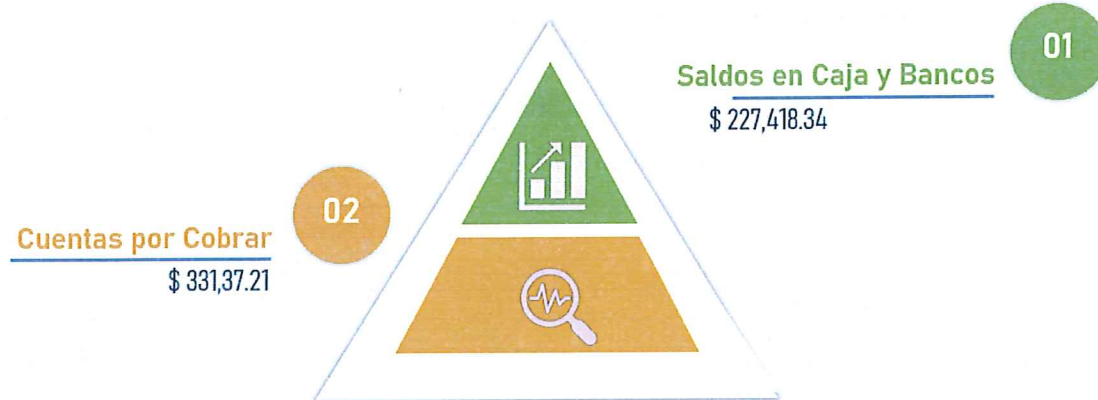 01
Saldos en Caja y Bancos
$ 227,418.34
02
Cuentas por Cobrar
$ 331,37.21